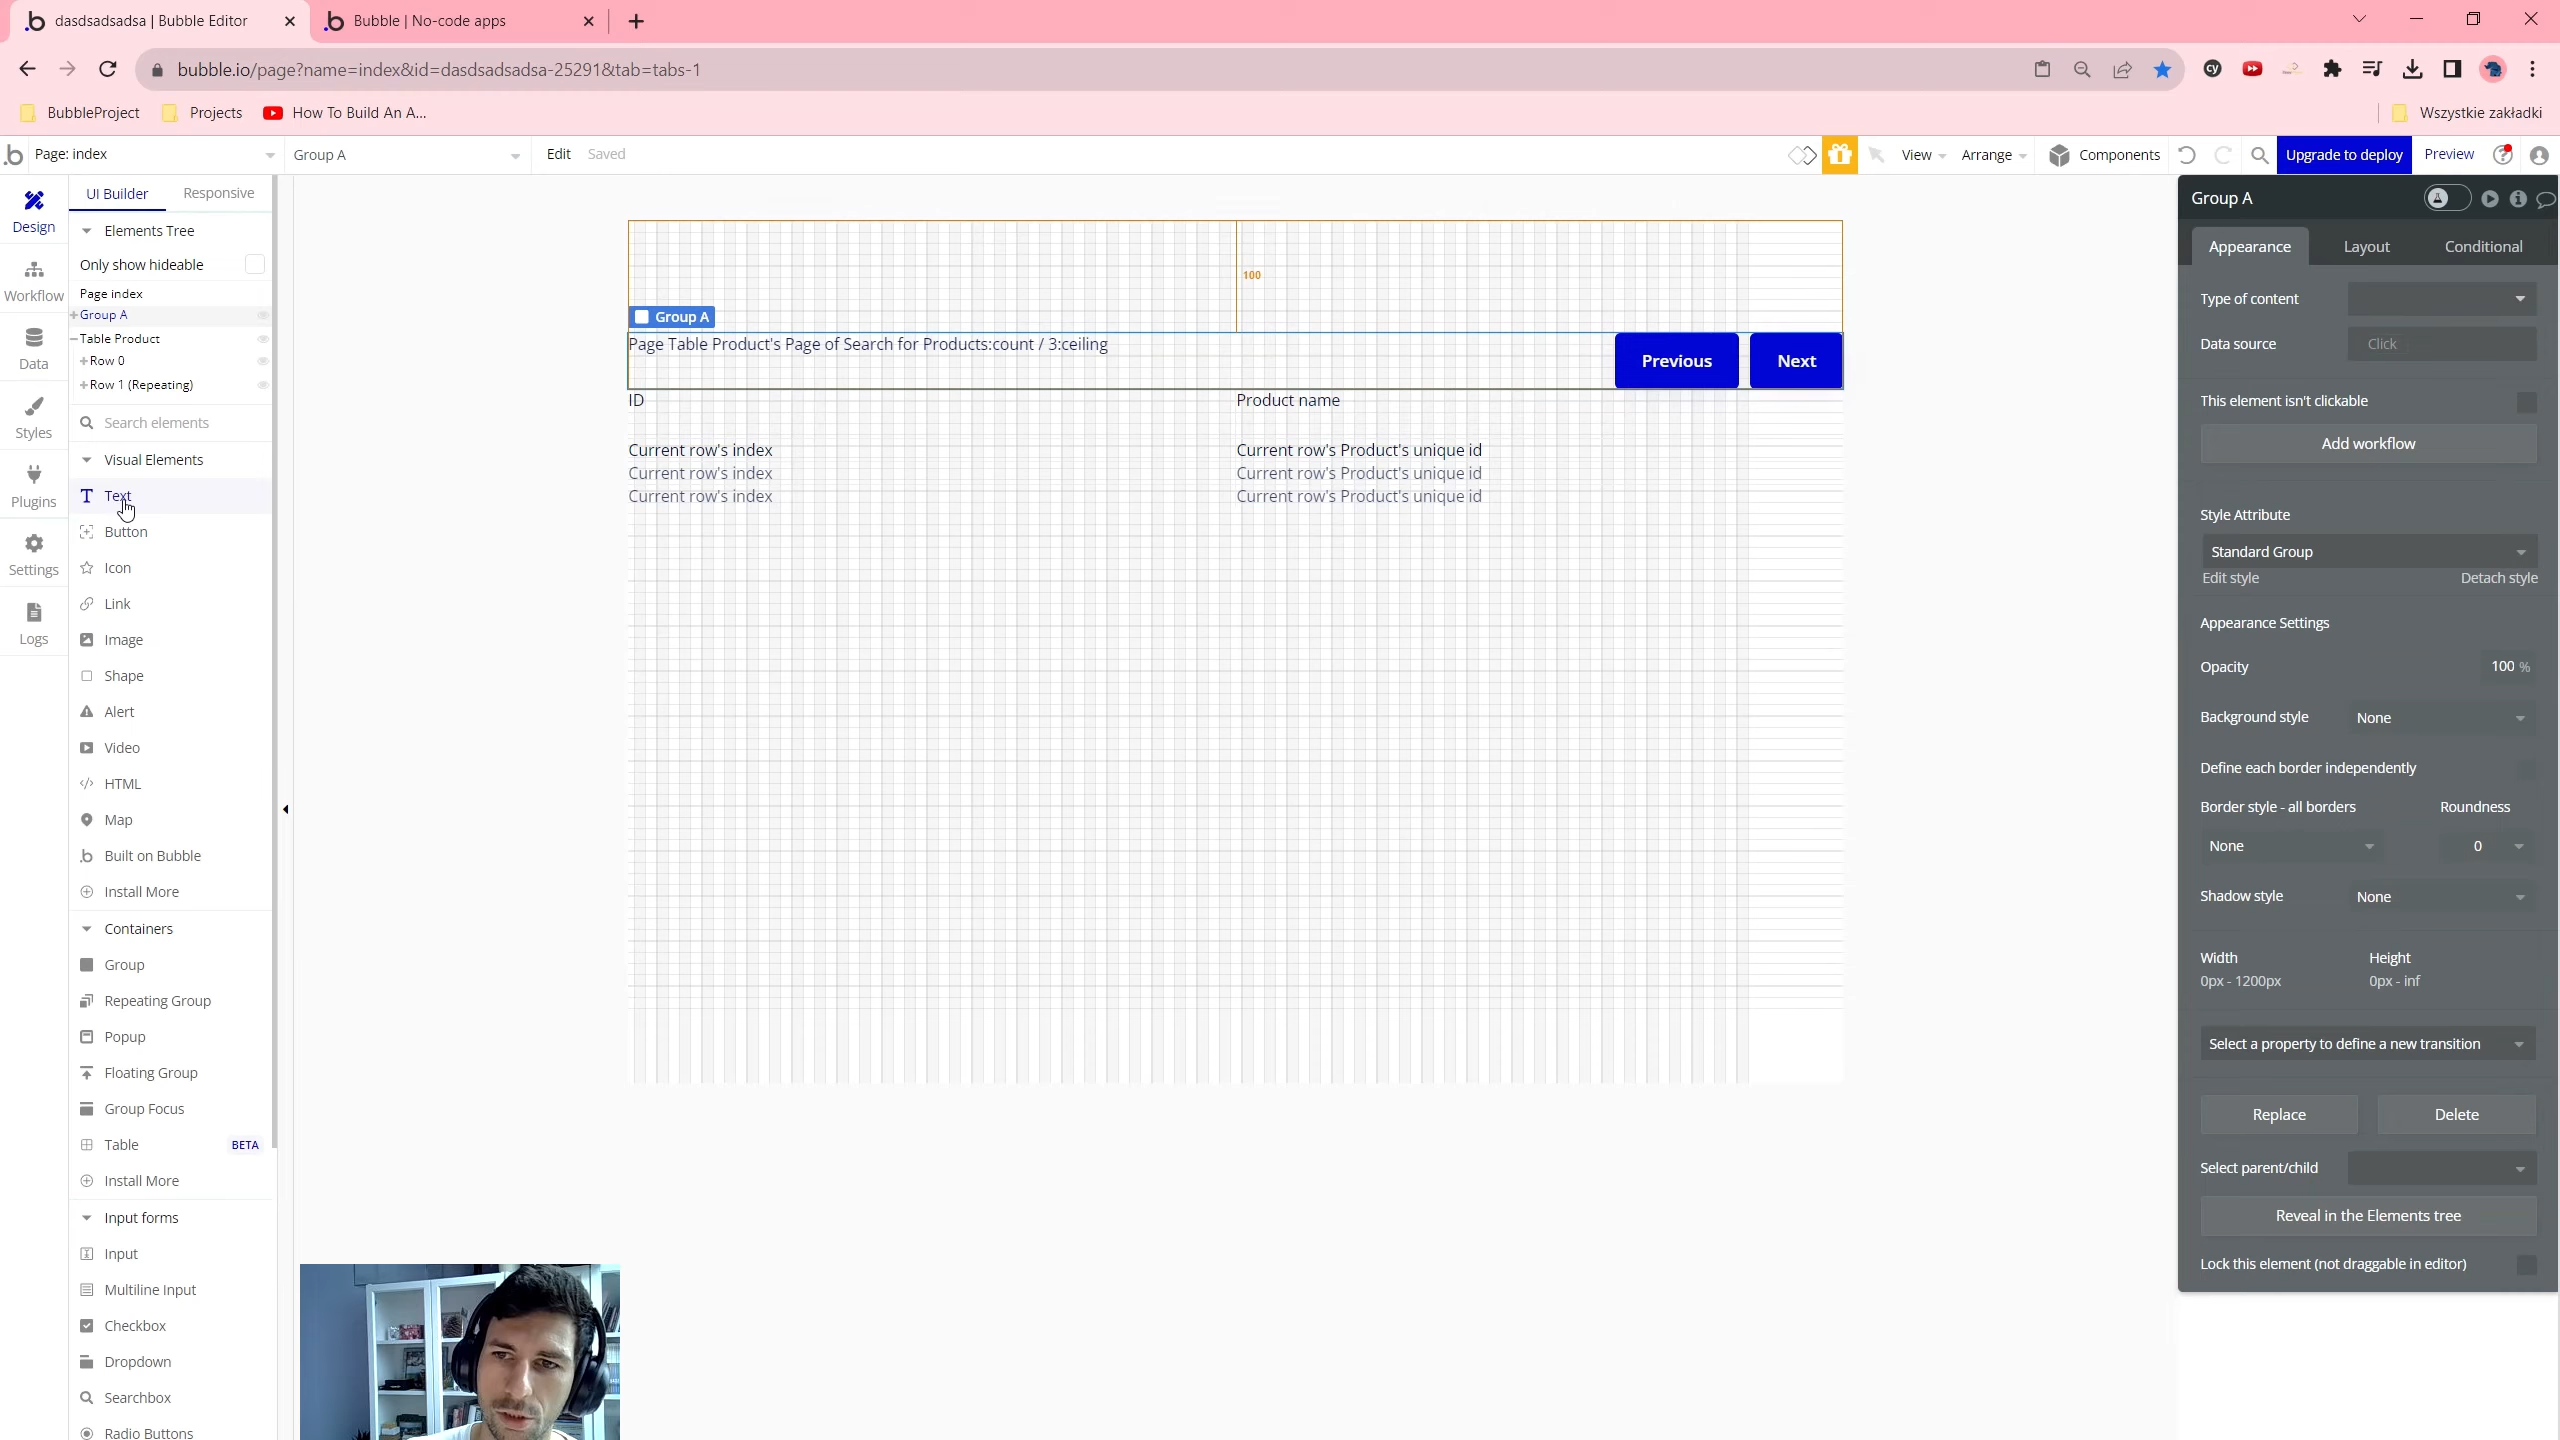 dasdsadsadsa | Bubble Editor
Bubble | No-code apps
bubble.io/page?name=index&id=dasdsadsadsa-25291&tab=tabs-1
BubbleProject
Projects
How To Build An A...
Wszystkie zakładki
Page: index
Group A
Edit
Saved
View
Arrange
Components
Upgrade to deploy
Preview
Design
Workflow
Data
Styles
Plugins
Settings
Logs
UI Builder
Responsive
Elements Tree
Only show hideable
Page index
Group A
Table Product
Row 0
Row 1 (Repeating)
Search elements
Visual Elements
Text
Button
Icon
Link
Image
Shape
Alert
Video
HTML
Map
Built on Bubble
Install More
Containers
Group
Repeating Group
Popup
Floating Group
Group Focus
Table
BETA
Install More
Input forms
Input
Multiline Input
Checkbox
Dropdown
Searchbox
Radio Buttons
100
Group A
Page Table Product's Page of Search for Products:count / 3:ceiling
Previous
Next
ID
Product name
Current row's index
Current row's Product's unique id
Current row's index
Current row's Product's unique id
Current row's index
Current row's Product's unique id
Group A
Appearance
Layout
Conditional
Type of content
Data source
Click
This element isn't clickable
Add workflow
Style Attribute
Standard Group
Edit style
Detach style
Appearance Settings
Opacity
100 %
Background style
None
Define each border independently
Border style - all borders
Roundness
None
0
Shadow style
None
Width
Height
0px - 1200px
0px - inf
Select a property to define a new transition
Replace
Delete
Select parent/child
Reveal in the Elements tree
Lock this element (not draggable in editor)